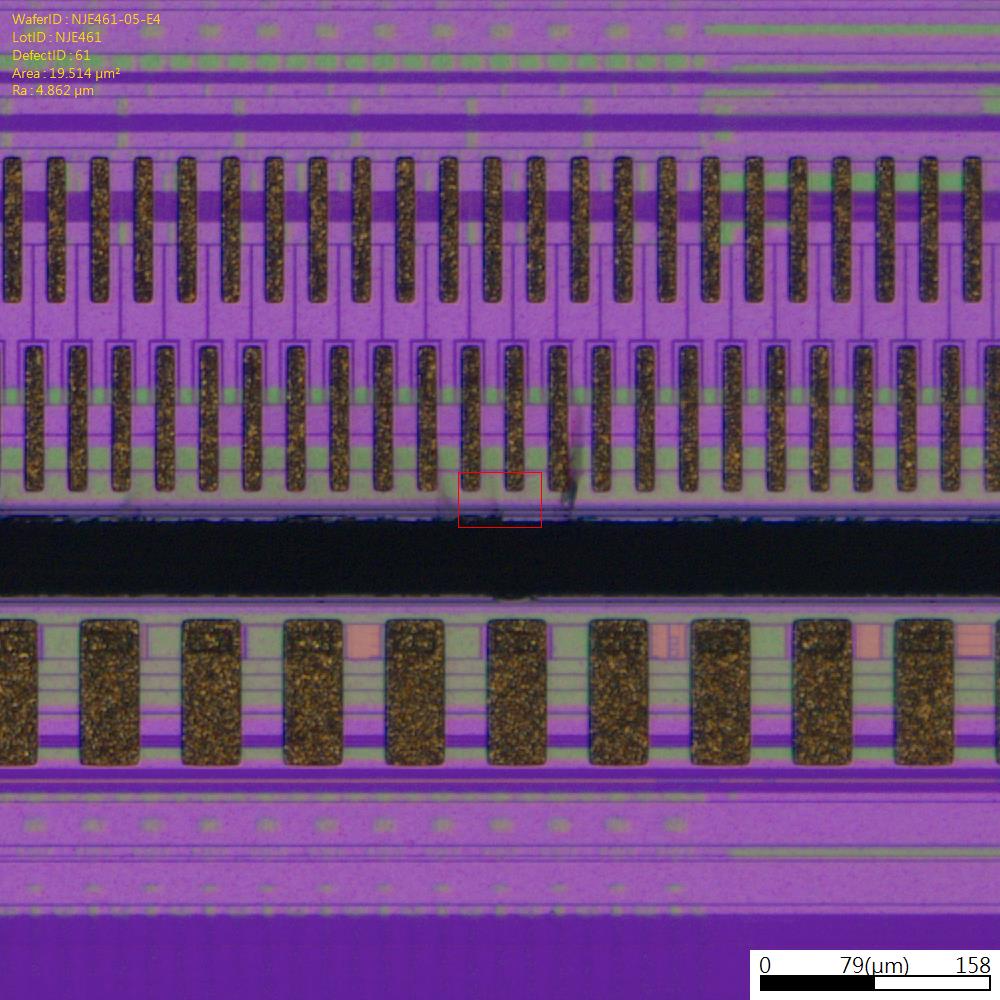 WaferID : NJE461-05-E4
LotID : NJE461
DefectID : 61
Area : 19.514 µm²
Ra : 4.862 µm
0 79(µm) 158